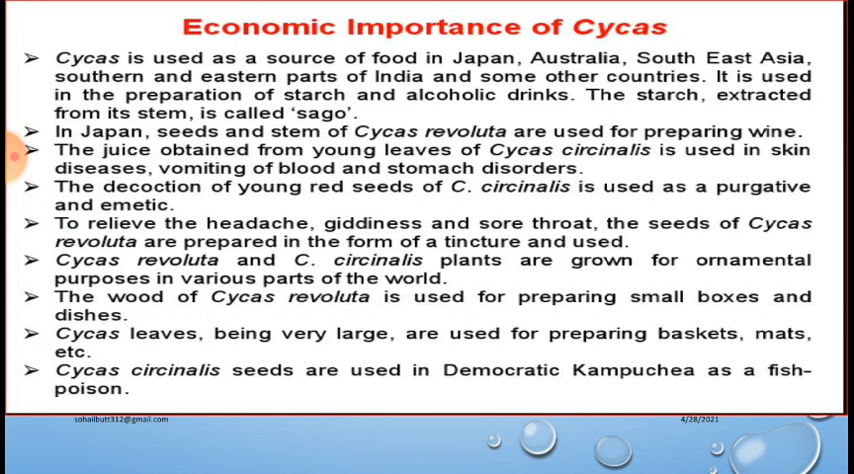 Economic Importance of Cycas
➢ Cycas is used as a source of food in Japan, Australia, South East Asia,
southern and eastern parts of India and some other countries. It is used
in the preparation of starch and alcoholic drinks. The starch, extracted
from its stem, is called ‘sago’.
➢ In Japan, seeds and stem of Cycas revoluta are used for preparing wine.
➢ The juice obtained from young leaves of Cycas circinalis is used in skin
diseases, vomiting of blood and stomach disorders.
➢ The decoction of young red seeds of C. circinalis is used as a purgative
and emetic.
➢ To relieve the headache, giddiness and sore throat, the seeds of Cycas
revoluta are prepared in the form of a tincture and used.
➢ Cycas revoluta and C. circinalis plants are grown for ornamental
purposes in various parts of the world.
➢ The wood of Cycas revoluta is used for preparing small boxes and
dishes.
➢ Cycas leaves, being very large, are used for preparing baskets, mats,
etc.
➢ Cycas circinalis seeds are used in Democratic Kampuchea as a fish-
poison.
sohailbutt312@gmail.com
4/28/2021